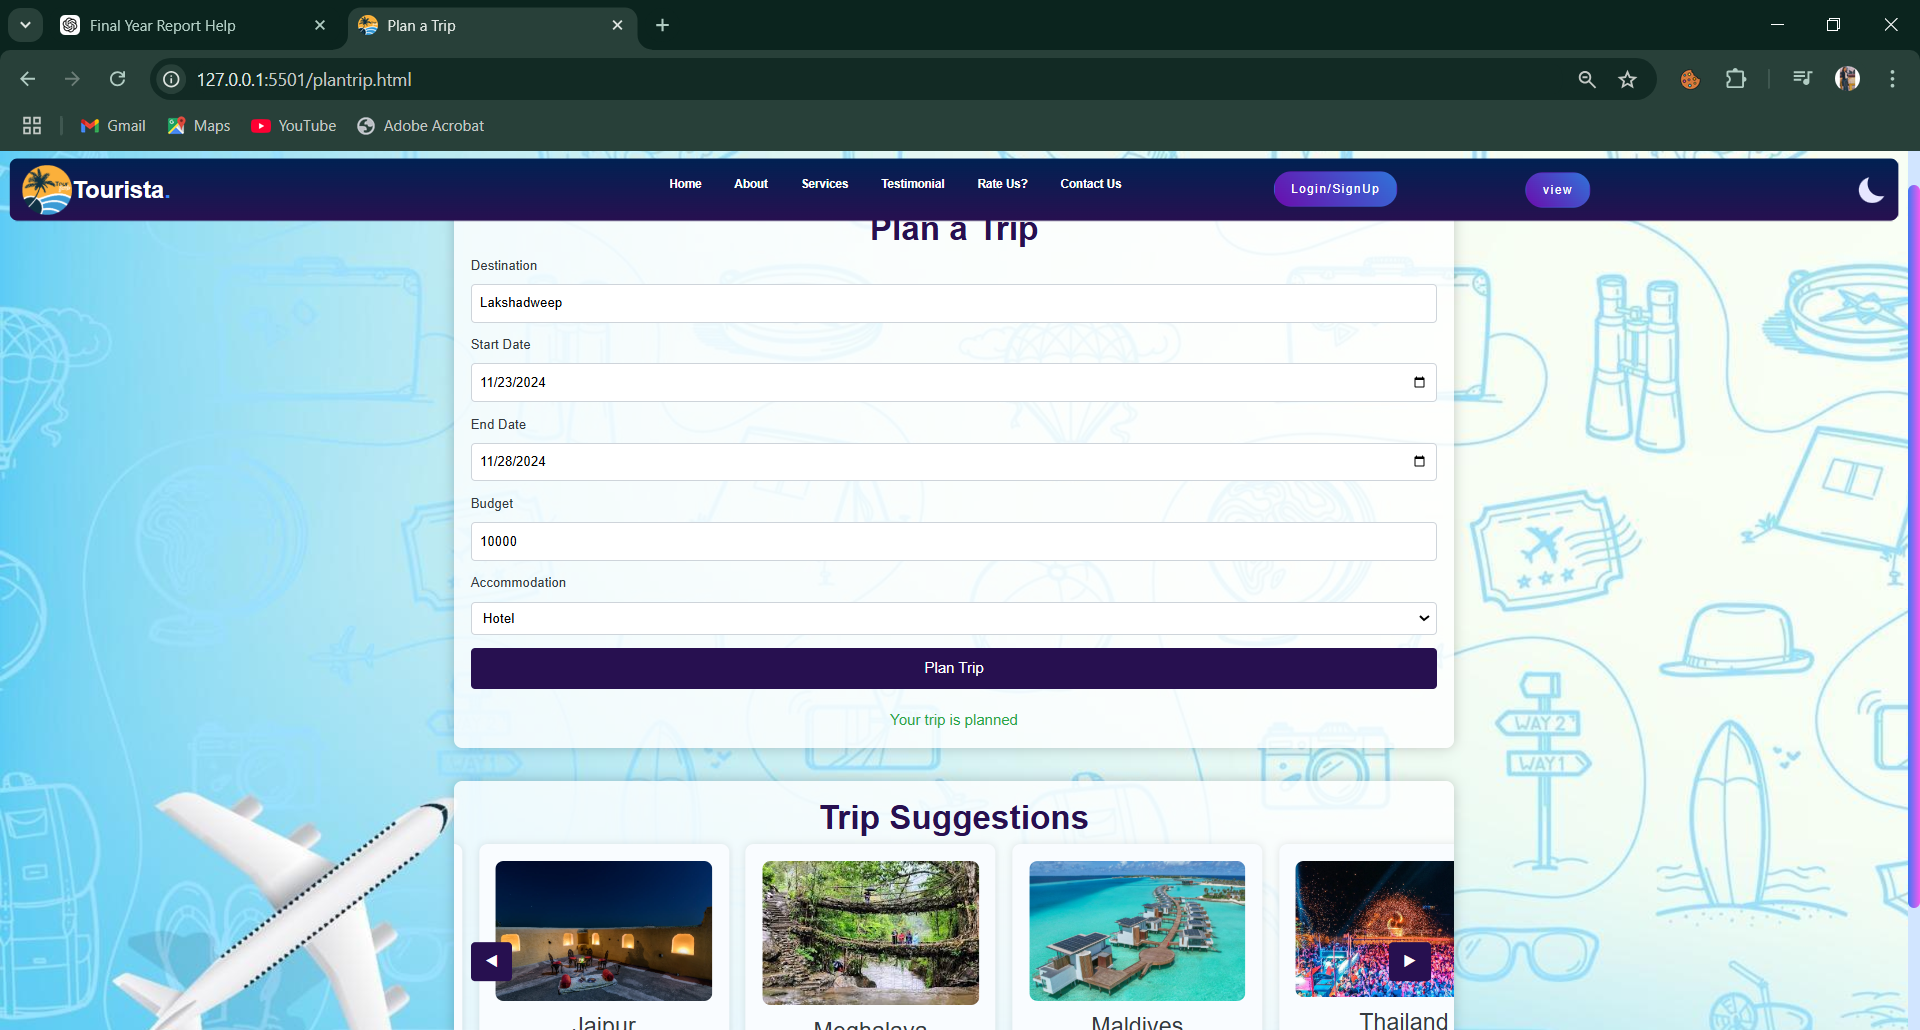 Final Year Report Help
Plan a Trip
127.0.0.1:5501/plantrip.html
Gmail
Maps
YouTube
Adobe Acrobat
Tourista.
Home
About
Services
Testimonial
Rate Us?
Contact Us
Login/SignUp
view
Plan a Trip
Destination
Lakshadweep
Start Date
11/23/2024
End Date
11/28/2024
Budget
10000
Accommodation
Hotel
Plan Trip
Your trip is planned
WAY 2
WAY 1
WAY 1
Trip Suggestions
Jaipur
Meghalaya
Maldives
Thailand